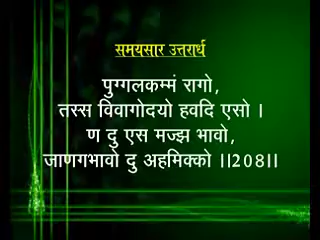 समयसार उत्तरार्ध
पुग्गलकम्मं रागो,
तस्स विवागोदयो हवदि एसो ।
ण दु एस मज्झ भावो,
जाणगभावो दु अहमिक्को ।।208।।